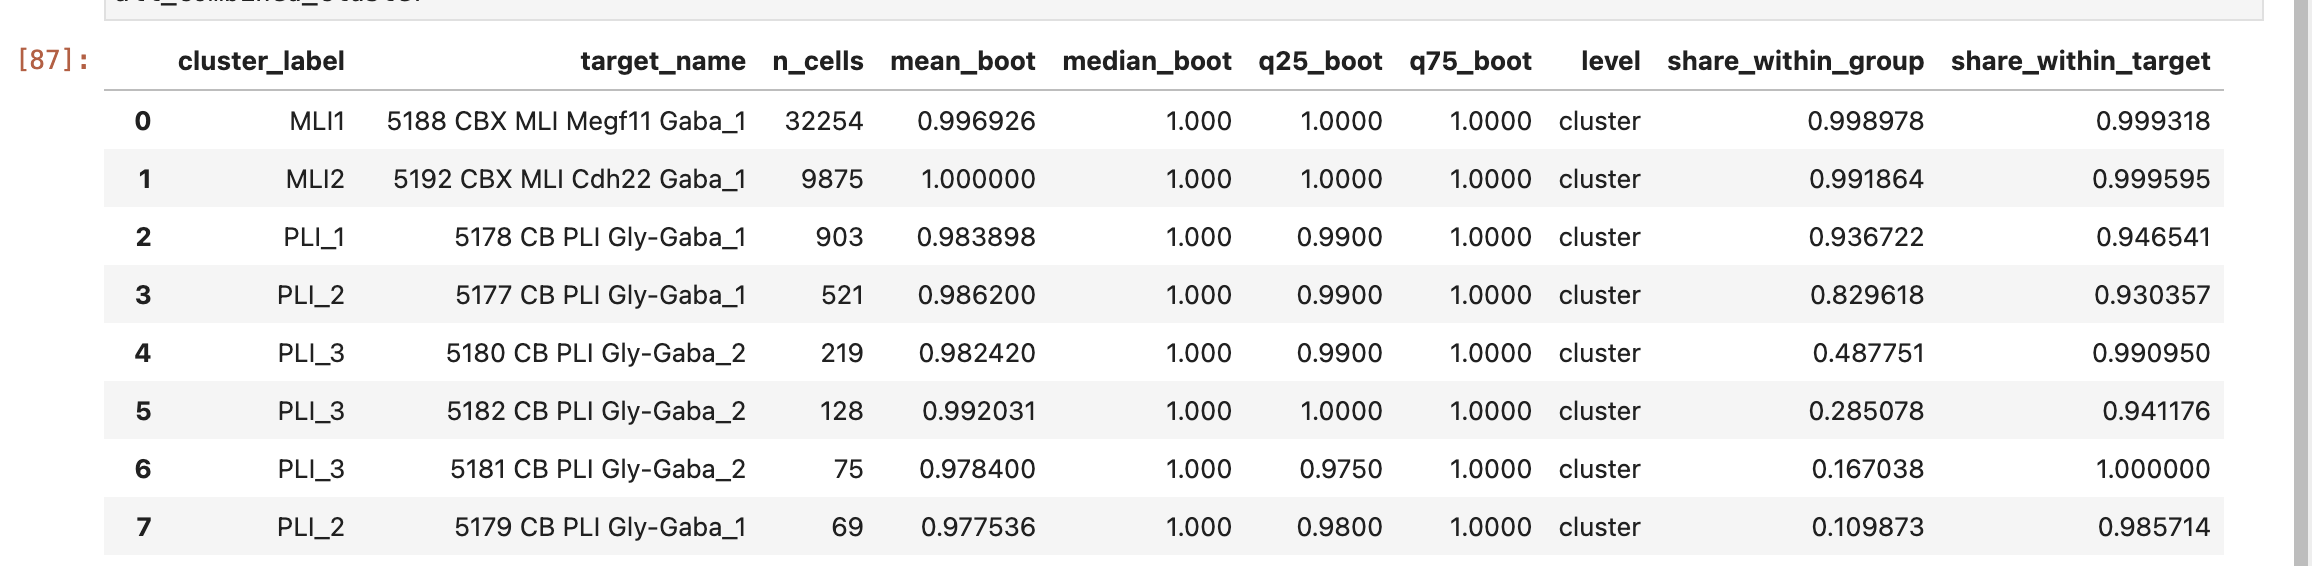 [87]:
cluster_label target_name n_cells mean_boot median_boot q25_boot q75_boot level share_within_group share_within_target
0 MLI1 5188 CBX MLI Megf11 Gaba_1 32254 0.996926 1.000 1.0000 1.0000 cluster 0.998978 0.999318
1 MLI2 5192 CBX MLI Cdh22 Gaba_1 9875 1.000000 1.000 1.0000 1.0000 cluster 0.991864 0.999595
2 PLI_1 5178 CB PLI Gly-Gaba_1 903 0.983898 1.000 0.9900 1.0000 cluster 0.936722 0.946541
3 PLI_2 5177 CB PLI Gly-Gaba_1 521 0.986200 1.000 0.9900 1.0000 cluster 0.829618 0.930357
4 PLI_3 5180 CB PLI Gly-Gaba_2 219 0.982420 1.000 0.9900 1.0000 cluster 0.487751 0.990950
5 PLI_3 5182 CB PLI Gly-Gaba_2 128 0.992031 1.000 1.0000 1.0000 cluster 0.285078 0.941176
6 PLI_3 5181 CB PLI Gly-Gaba_2 75 0.978400 1.000 0.9750 1.0000 cluster 0.167038 1.000000
7 PLI_2 5179 CB PLI Gly-Gaba_1 69 0.977536 1.000 0.9800 1.0000 cluster 0.109873 0.985714